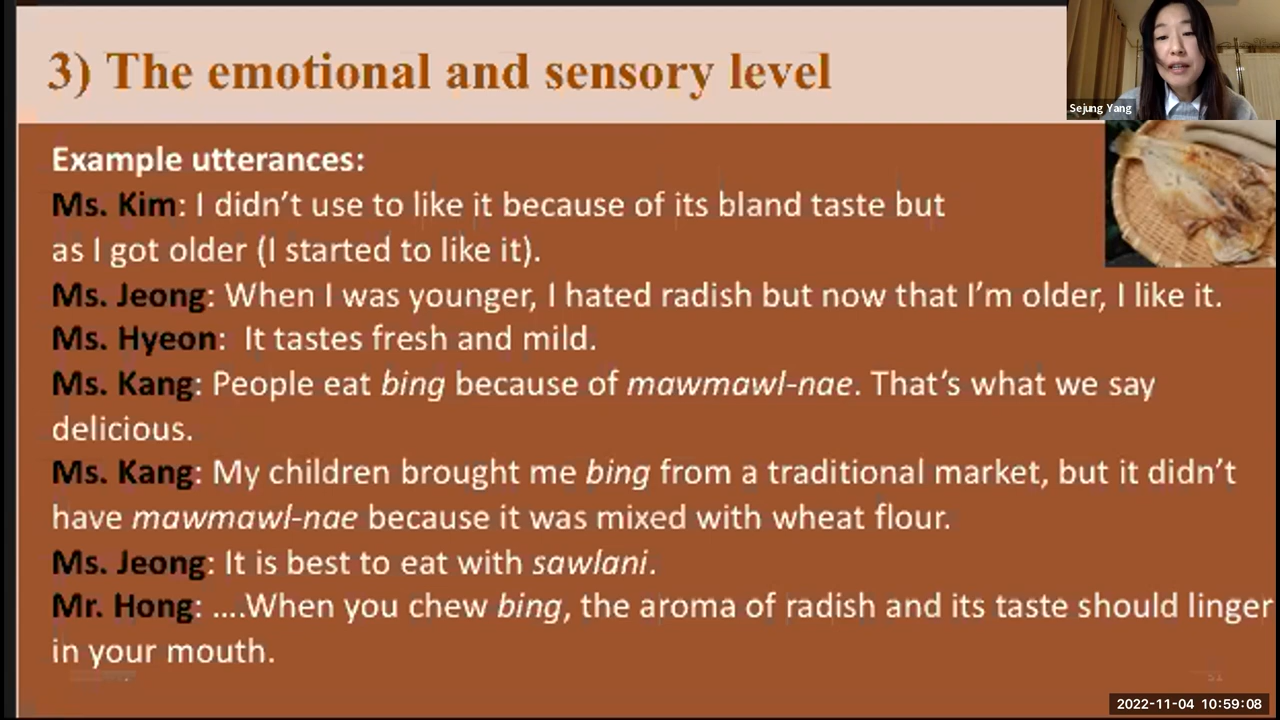 3) The emotional and sensory level
Sejung Yang
Example utterances:
Ms. Kim: I didn't use to like it because of its bland taste but
as I got older (I started to like it).
Ms. Jeong: When I was younger, I hated radish but now that I'm older, I like it.
Ms. Hyeon:  It tastes fresh and mild.
Ms. Kang: People eat bing because of mawmawl-nae. That's what we say
delicious.
Ms. Kang: My children brought me bing from a traditional market, but it didn't
have mawmawl-nae because it was mixed with wheat flour.
Ms. Jeong: It is best to eat with sawlani.
Mr. Hong: ....When you chew bing, the aroma of radish and its taste should linger
in your mouth.
2022-11-04 10:59:08